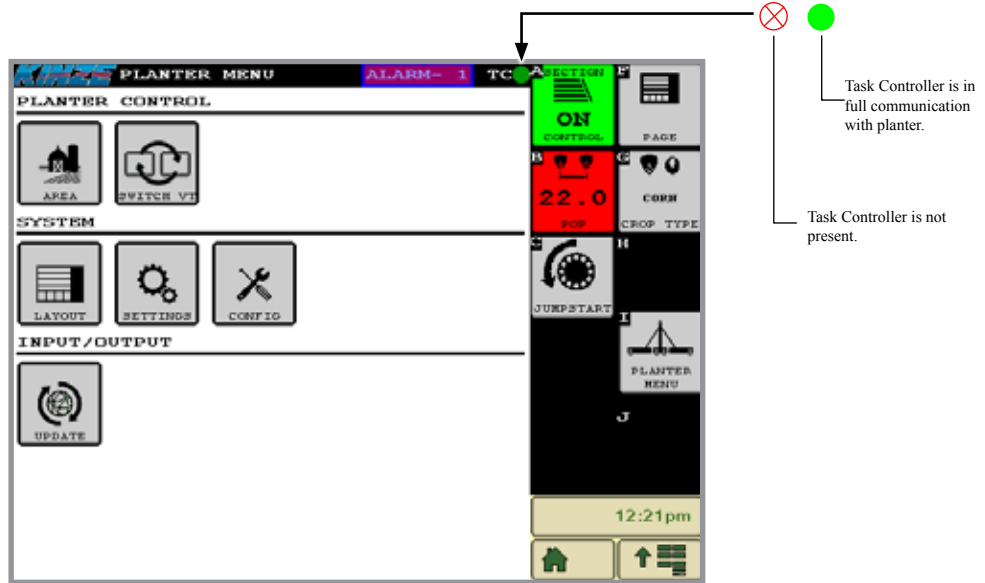 KINZE PLANTER MENU ALARM- 1 TC
PLANTER CONTROL
AREA
SWITCH VT
SYSTEM
LAYOUT
SETTINGS
CONFIG
INPUT/OUTPUT
UPDATE
A SECTION
ON
CONTROL
F
PAGE
B
22.0
POP
G
CORN
CROP TYPE
JUMPSTART
H
I
PLANTER
MENU
J
12:21pm
Task Controller is in
full communication
with planter.
Task Controller is not
present.